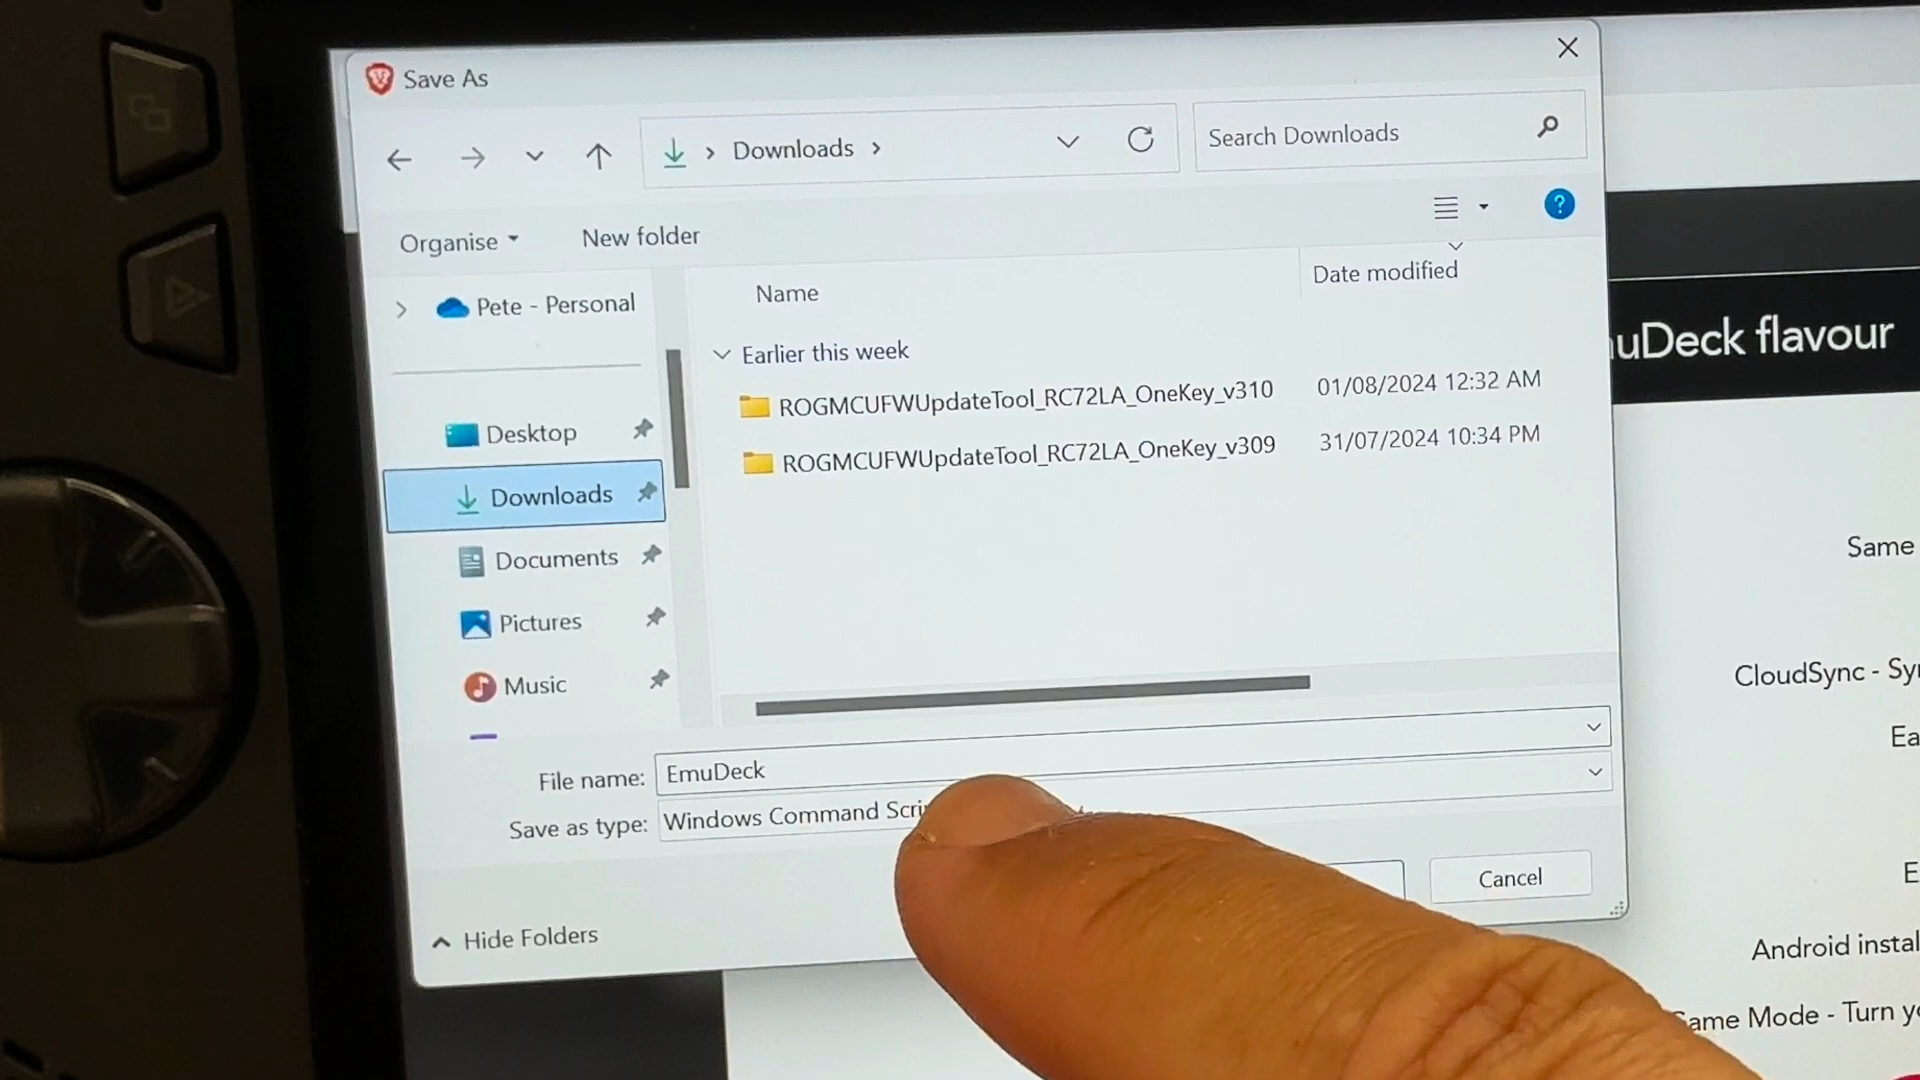 Save As
Downloads
Search Downloads
Organise
New folder
?
Pete - Personal
Name
Date modified
Earlier this week
ROGMCUFWUpdateTool_RC72LA_OneKey_v310 01/08/2024 12:32 AM
ROGMCUFWUpdateTool_RC72LA_OneKey_v309 31/07/2024 10:34 PM
Desktop
Downloads
Documents
Pictures
Music
File name: EmuDeck
Save as type: Windows Command Scri
Cancel
Hide Folders
uDeck flavour
Same
CloudSync - Sy
Ea
E
Android instal
Game Mode - Turn y